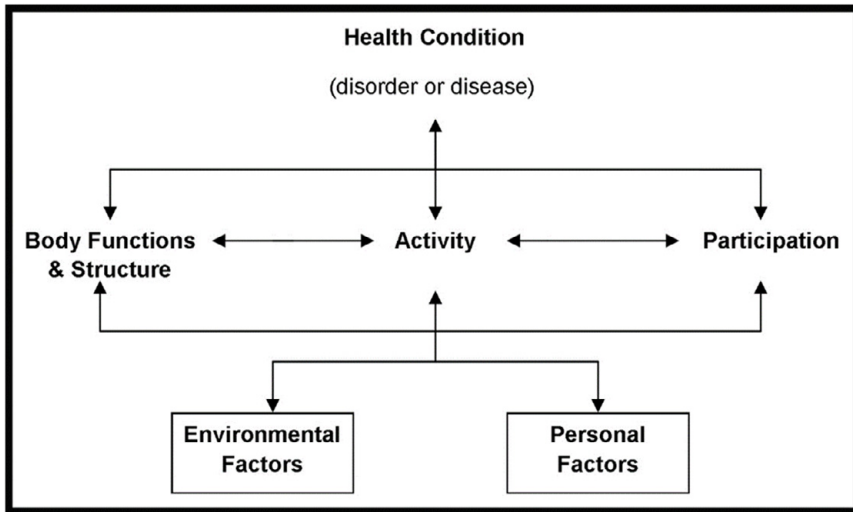 Health Condition
(disorder or disease)
Body Functions
& Structure
Activity
Participation
Environmental
Factors
Personal
Factors